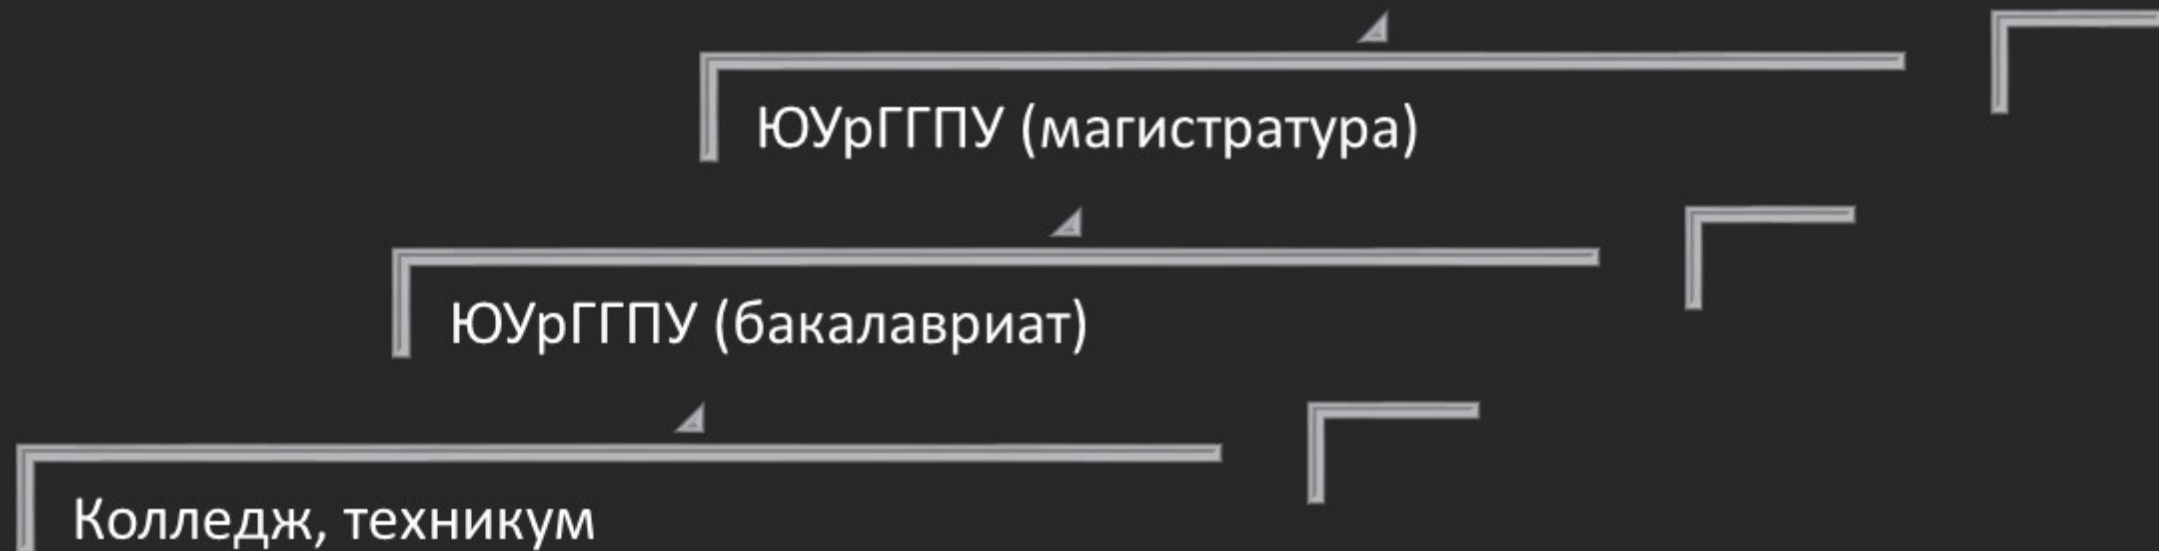 ЮУрГГПУ (магистратура)
ЮУрГГПУ (бакалавриат)
Колледж, техникум